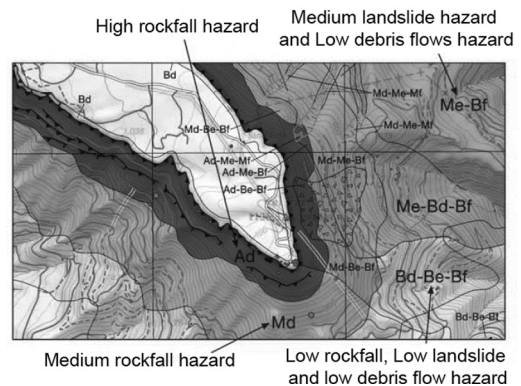 High rockfall hazard
Medium landslide hazard
and Low debris flows hazard
Bd
Bd
Md-Me-Mf
Me-Bf
Md-Be-Bf
Md-Me-Mf
Ad-Me-Mf
Md-Me-Bf
Ad-Me-Bf
Ad-Be-Bf
Me-Bd-Bf
Ad
Md-Be-Bf
Bd-Be-Bf
Md
Bd-Be-Bf
Medium rockfall hazard
Low rockfall, Low landslide
and low debris flow hazard